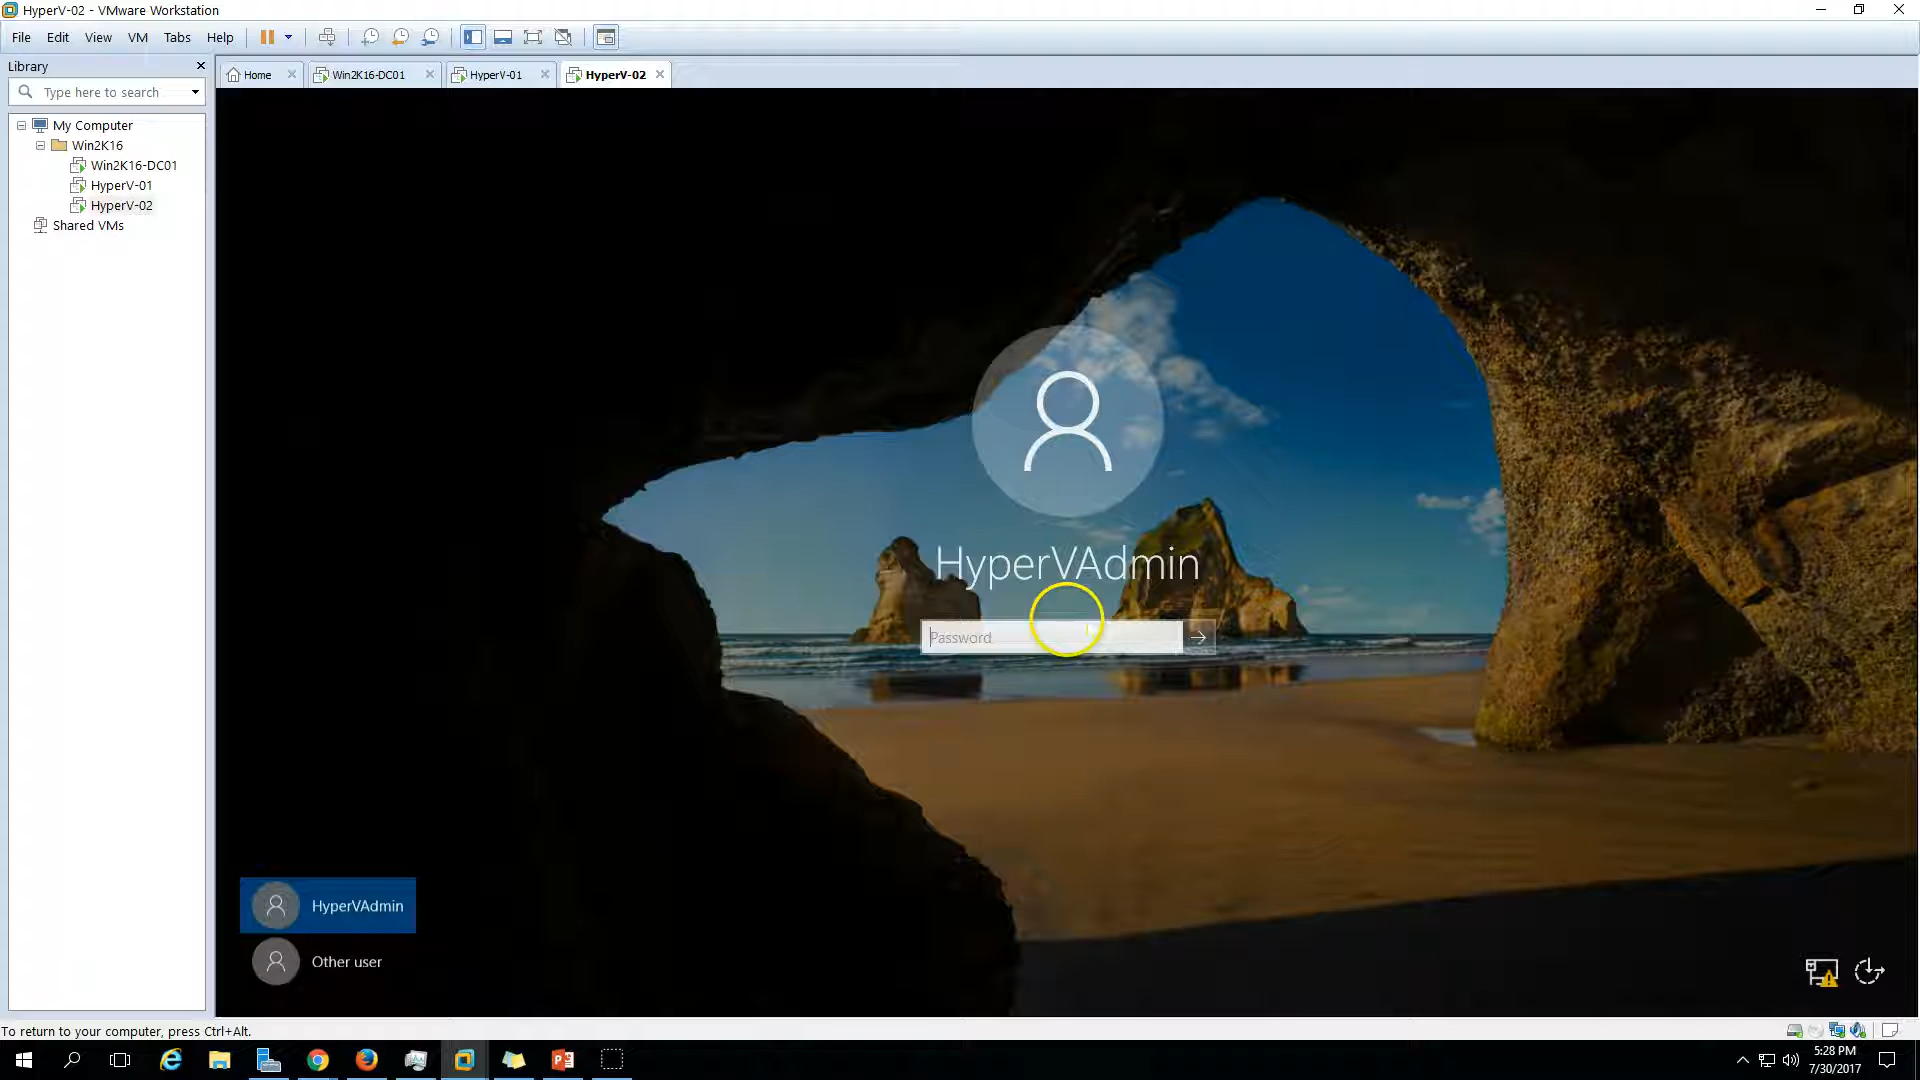 HyperV-02 - VMware Workstation
File Edit View VM Tabs Help
Library
Type here to search
Home
Win2K16-DC01
HyperV-01
HyperV-02
My Computer
Win2K16
Win2K16-DC01
HyperV-01
HyperV-02
Shared VMs
HyperVAdmin
Password
HyperVAdmin
Other user
To return to your computer, press Ctrl+Alt.
5:28 PM
7/30/2017